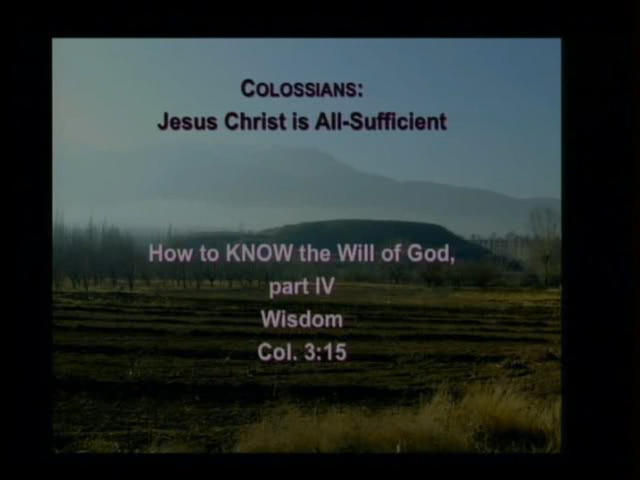 COLOSSIANS:
Jesus Christ is All-Sufficient
How to KNOW the Will of God,
part IV
Wisdom
Col. 3:15